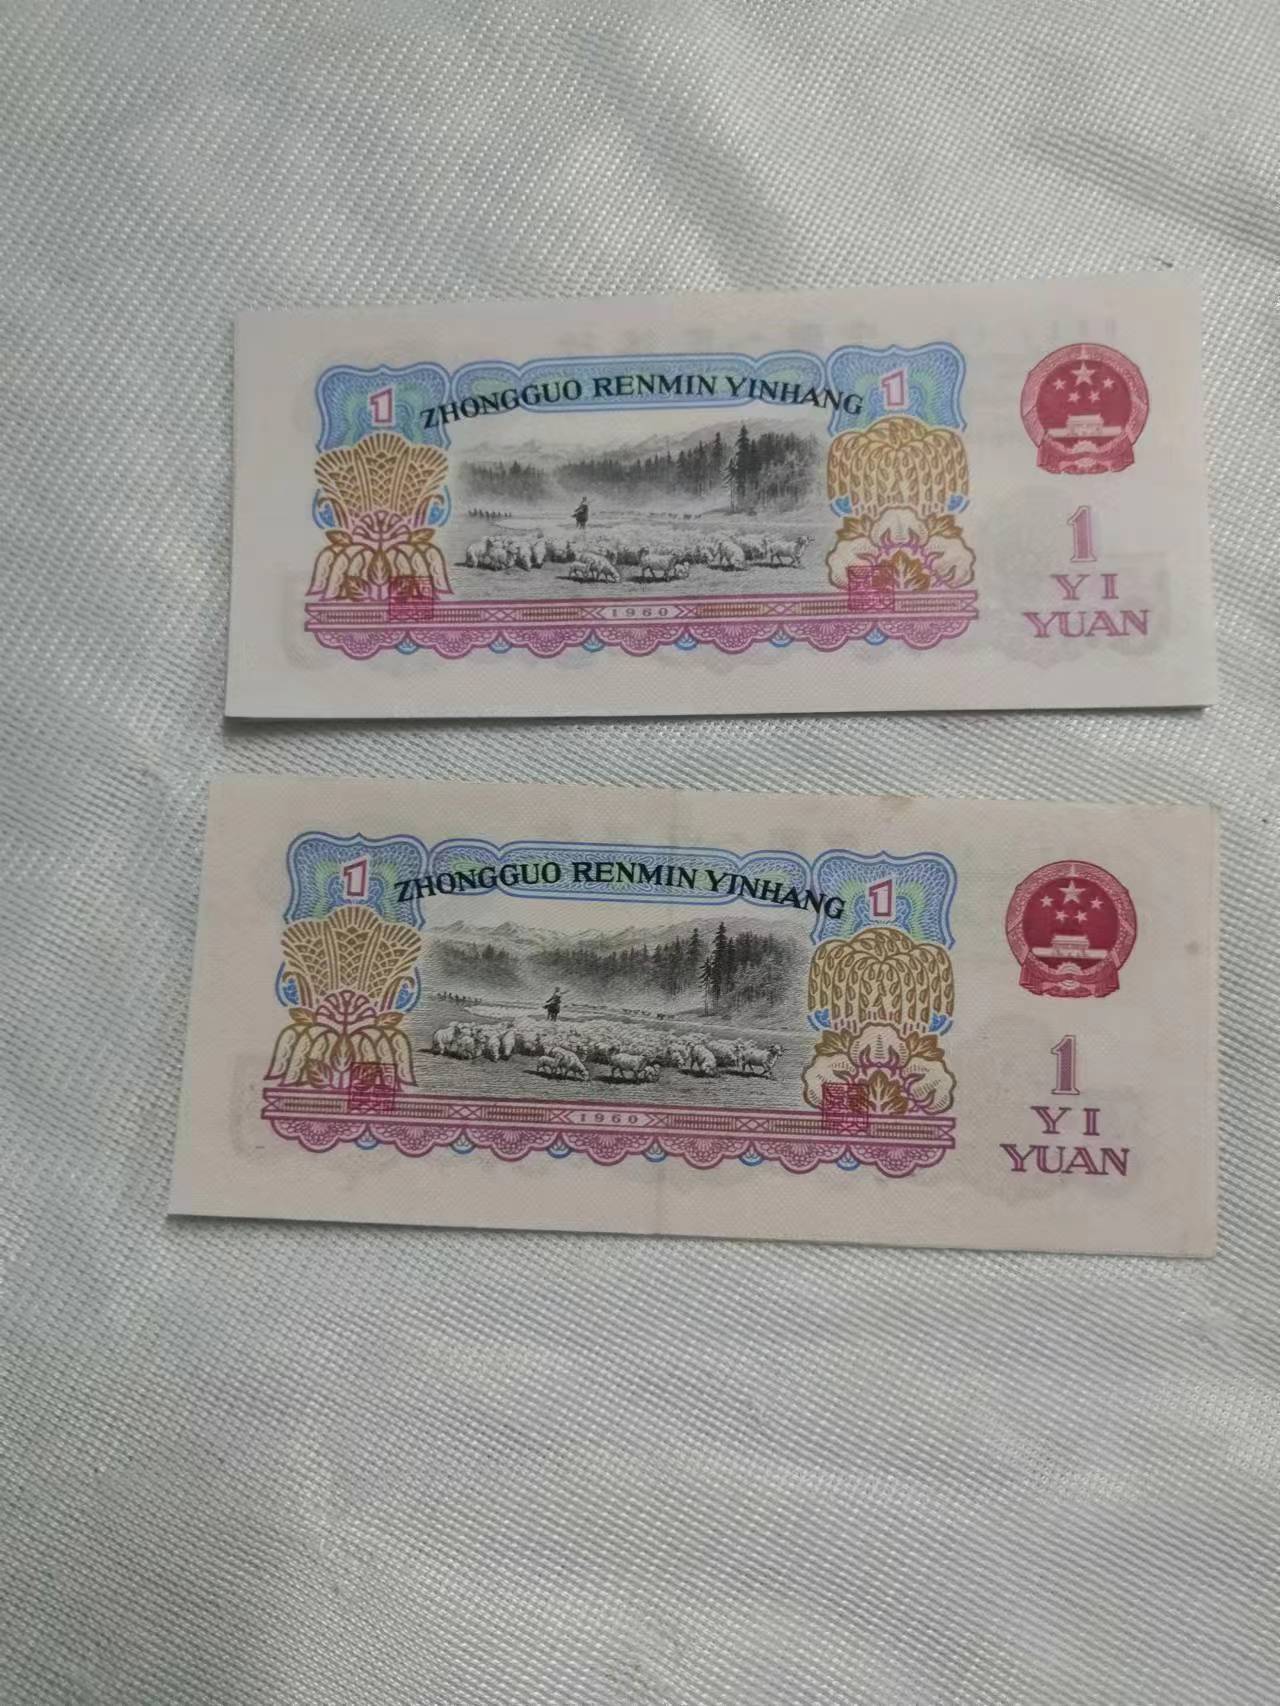 1 ZHONGGUO RENMIN YINHANG 1
1960
1
YI
YUAN
1 ZHONGGUO RENMIN YINHANG 1
1960
1
YI
YUAN